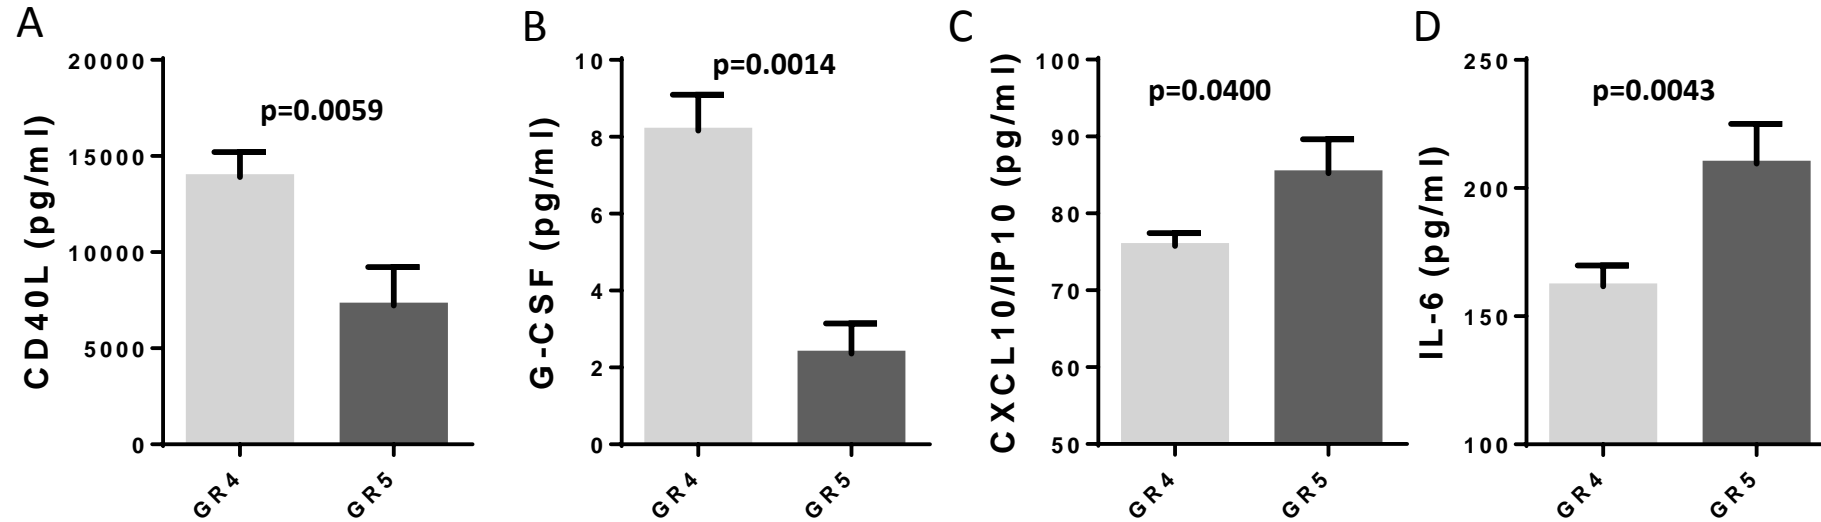 A
CD40L (pg/ml)
20000
15000
10000
5000
0
p=0.0059
GR4
GR5
B
G-CSF (pg/ml)
10
8
6
4
2
0
p=0.0014
GR4
GR5
C
CXCL10/IP10 (pg/ml)
100
90
80
70
60
50
p=0.0400
GR4
GR5
D
IL-6 (pg/ml)
250
200
150
100
p=0.0043
GR4
GR5